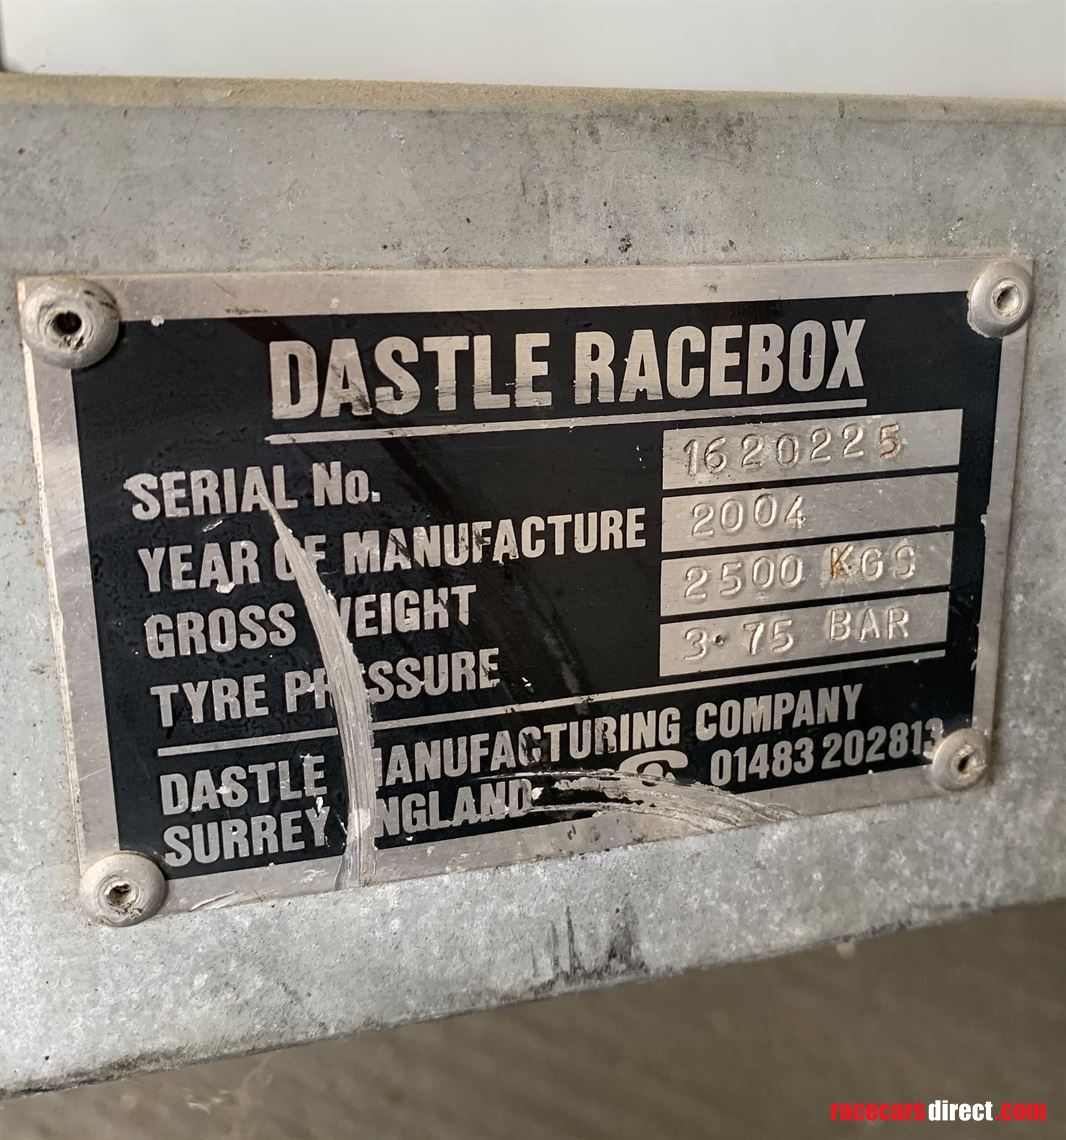 DASTLE RACEBOX
SERIAL No. 1620225
YEAR OF MANUFACTURE 2004
GROSS WEIGHT 2500 KGS
TYRE PRESSURE 3.75 BAR
DASTLE MANUFACTURING COMPANY
SURREY ENGLAND 01483 202813
racecarsdirect.com